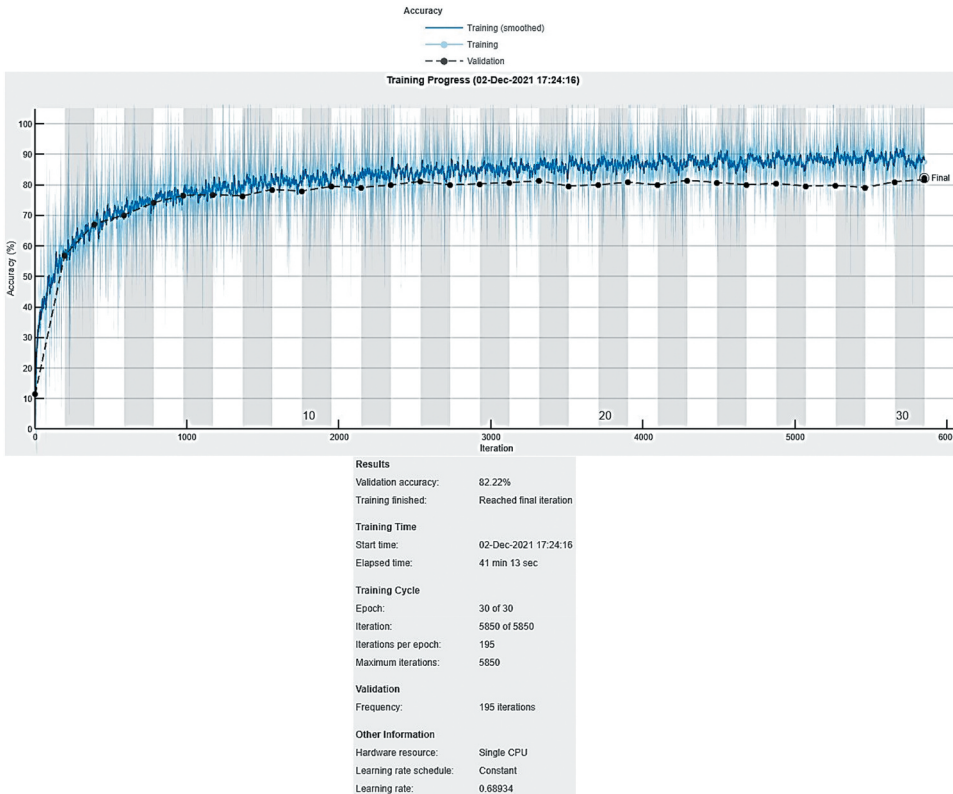 Accuracy
Training (smoothed)
Training
Validation
Training Progress (02-Dec-2021 17:24:16)
100
90
80
70
60
50
40
30
20
10
0
Accuracy (%)
Final
10
20
30
0
1000
2000
3000
4000
5000
600
Iteration
Results
Validation accuracy: 82.22%
Training finished: Reached final iteration
Training Time
Start time: 02-Dec-2021 17:24:16
Elapsed time: 41 min 13 sec
Training Cycle
Epoch: 30 of 30
Iteration: 5850 of 5850
Iterations per epoch: 195
Maximum iterations: 5850
Validation
Frequency: 195 iterations
Other Information
Hardware resource: Single CPU
Learning rate schedule: Constant
Learning rate: 0.68934